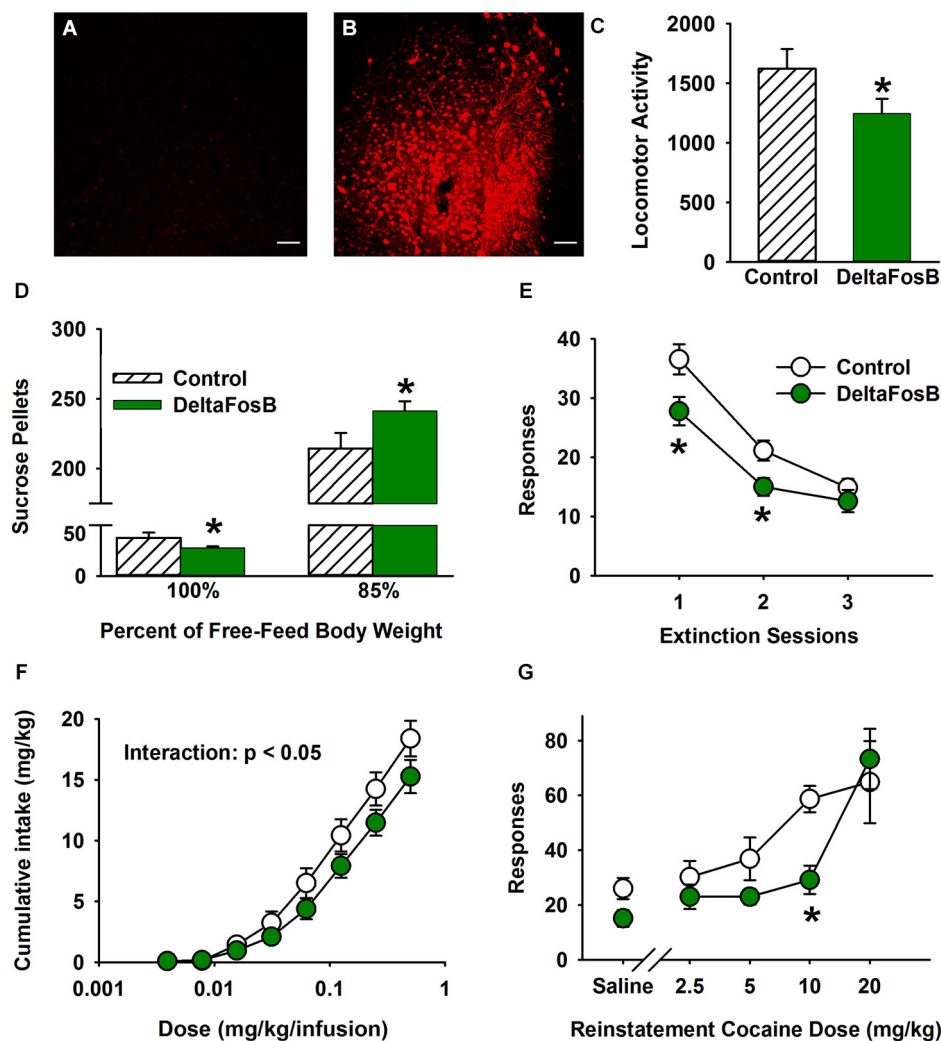 A
B
C
Locomotor Activity
2000
1500
1000
500
0
*
Control
DeltaFosB
D
Sucrose Pellets
300
250
200
50
0
Control
DeltaFosB
*
*
100%
85%
Percent of Free-Feed Body Weight
E
Responses
40
30
20
10
0
Control
DeltaFosB
*
*
1
2
3
Extinction Sessions
F
Cumulative intake (mg/kg)
20
15
10
5
0
Interaction: p < 0.05
0.001
0.01
0.1
1
Dose (mg/kg/infusion)
G
Responses
80
60
40
20
0
*
Saline
2.5
5
10
20
Reinstatement Cocaine Dose (mg/kg)